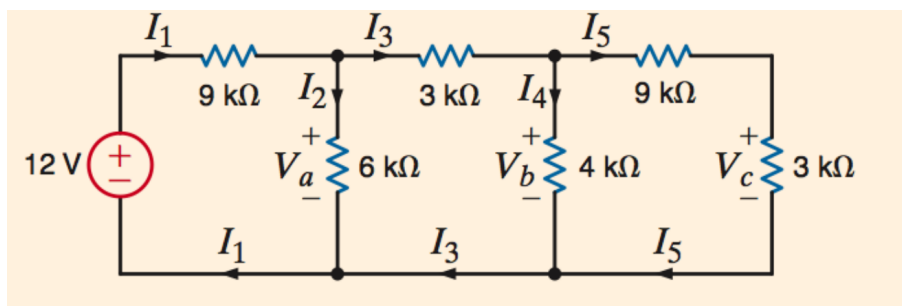 I1 I3 I5
9 kΩ I2 3 kΩ I4 9 kΩ
12 V + − + Va − 6 kΩ + Vb − 4 kΩ + Vc − 3 kΩ
I1 I3 I5